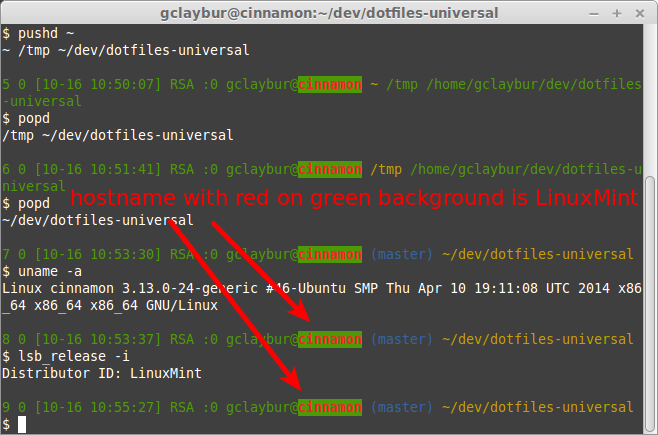 gclaybur@cinnamon:~/dev/dotfiles-universal
$ pushd ~
~ /tmp ~/dev/dotfiles-universal
5 0 [10-16 10:50:07] RSA :0 gclaybur@cinnamon ~ /tmp /home/gclaybur/dev/dotfiles
-universal
$ popd
/tmp ~/dev/dotfiles-universal
6 0 [10-16 10:51:41] RSA :0 gclaybur@cinnamon /tmp /home/gclaybur/dev/dotfiles-u
niversal
hostname with red on green background is LinuxMint
$ popd
~/dev/dotfiles-universal
7 0 [10-16 10:53:30] RSA :0 gclaybur@cinnamon (master) ~/dev/dotfiles-universal
$ uname -a
Linux cinnamon 3.13.0-24-generic #46-Ubuntu SMP Thu Apr 10 19:11:08 UTC 2014 x86
_64 x86_64 x86_64 GNU/Linux
8 0 [10-16 10:53:37] RSA :0 gclaybur@cinnamon (master) ~/dev/dotfiles-universal
$ lsb_release -i
Distributor ID: LinuxMint
9 0 [10-16 10:55:27] RSA :0 gclaybur@cinnamon (master) ~/dev/dotfiles-universal
$